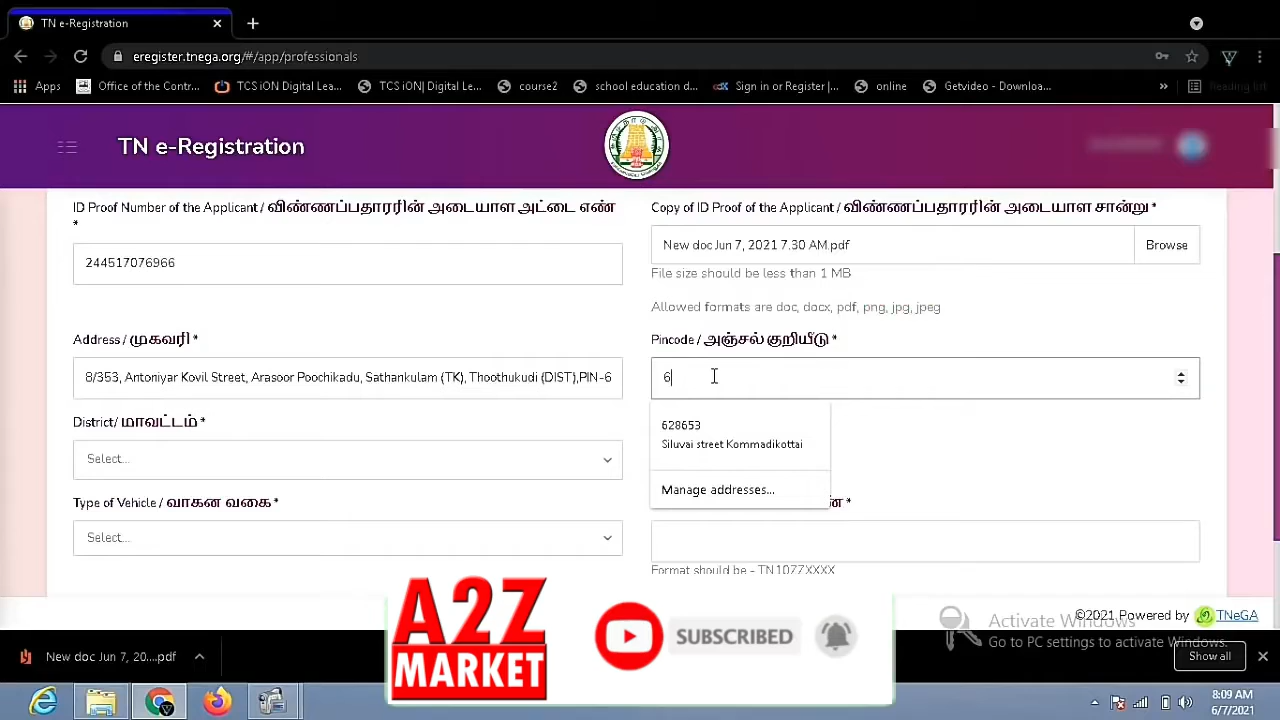 TN e-Registration
eregister.tnega.org/#/app/professionals
Apps Office of the Contr... TCS iON Digital Lea... TCS iON| Digital Le... course2 school education d... Sign in or Register |... online Getvideo - Downloa... » Reading list
TN e-Registration
ID Proof Number of the Applicant / விண்ணப்பதாரரின் அடையாள அட்டை எண் *
Copy of ID Proof of the Applicant / விண்ணப்பதாரரின் அடையாள சான்று *
244517076966
New doc Jun 7, 2021 7.30 AM.pdf Browse
File size should be less than 1 MB
Allowed formats are doc, docx, pdf, png, jpg, jpeg
Address / முகவரி *
Pincode / அஞ்சல் குறியீடு *
8/353, Antoniyar Kovil Street, Arasoor Poochikadu, Sathankulam (TK), Thoothukudi (DIST),PIN-6
6
628653
Siluvai street Kommadikottai
Manage addresses...
District/ மாவட்டம் *
Select...
Type of Vehicle / வாகன வகை *
Select...
Format should be - TN10ZZXXXX
A2Z
MARKET
SUBSCRIBED
©2021 Powered by TNeGA
Activate Windows
Go to PC settings to activate Windows.
New doc Jun 7, 20....pdf
Show all
8:09 AM
6/7/2021